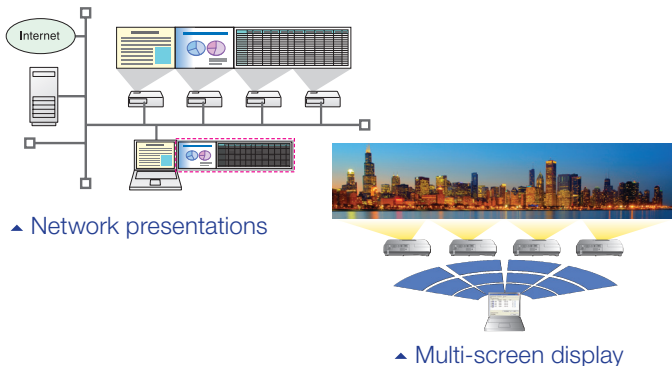 Internet
▲ Network presentations
▲ Multi-screen display